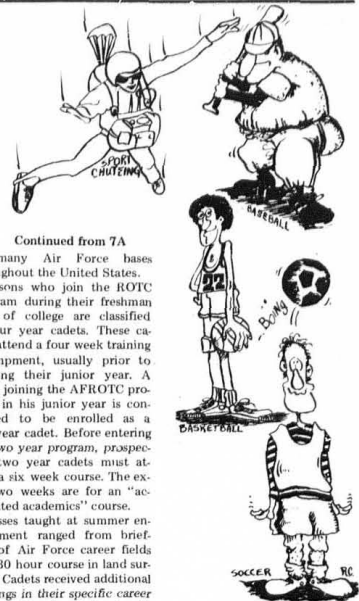 SPORT
CHUTEING
BASEBALL
Continued from 7A
many Air Force bases
ghout the United States.
sons who join the ROTC
am during their freshman
of college are classified
ur year cadets. These ca-
attend a four week training
mpment, usually prior to
ng their junior year. A
joining the AFROTC pro-
in his junior year is con-
ed to be enrolled as a
year cadet. Before entering
wo year program, prospec-
two year cadets must at-
a six week course. The ex-
wo weeks are for an "ac-
ted academics" course.
sses taught at summer en-
ment ranged from brief-
of Air Force career fields
30 hour course in land sur-
Cadets received additional
ngs in their specific career
22
BASKETBALL
"BOING"
SOCCER
R.C.